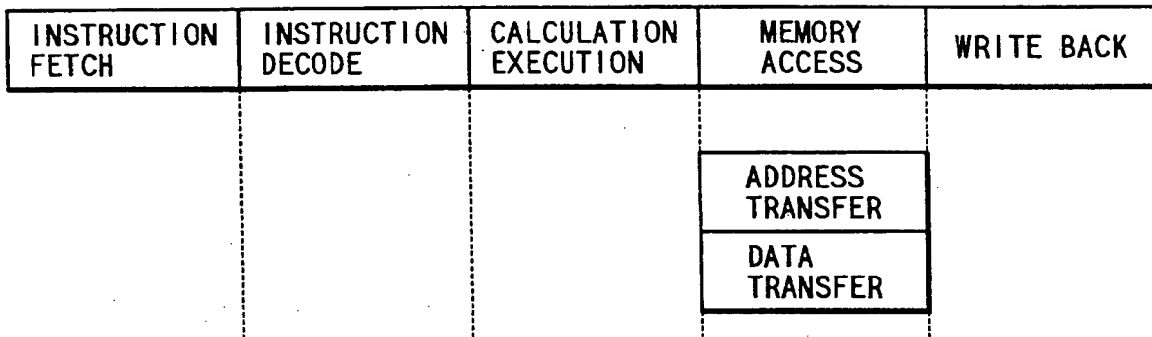 INSTRUCTION FETCH
INSTRUCTION DECODE
CALCULATION EXECUTION
MEMORY ACCESS
WRITE BACK
ADDRESS TRANSFER
DATA TRANSFER